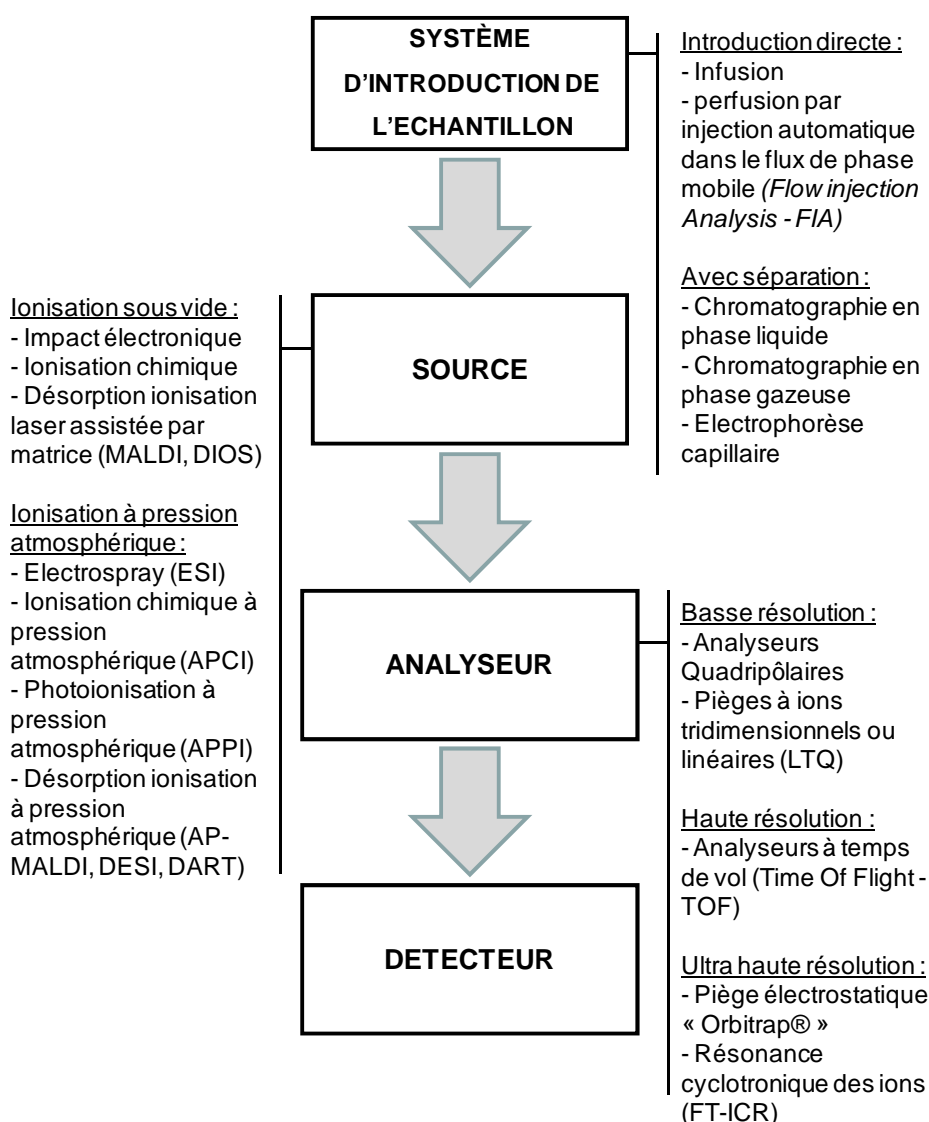 SYSTÈME
D'INTRODUCTION DE
L'ECHANTILLON
Introduction directe :
- Infusion
- perfusion par
injection automatique
dans le flux de phase
mobile (Flow injection
Analysis - FIA)
Avec séparation :
- Chromatographie en
phase liquide
- Chromatographie en
phase gazeuse
- Electrophorèse
capillaire
SOURCE
Ionisation sous vide :
- Impact électronique
- Ionisation chimique
- Désorption ionisation
laser assistée par
matrice (MALDI, DIOS)
Ionisation à pression
atmosphérique :
- Electrospray (ESI)
- Ionisation chimique à
pression
atmosphérique (APCI)
- Photoionisation à
pression
atmosphérique (APPI)
- Désorption ionisation
à pression
atmosphérique (AP-
MALDI, DESI, DART)
ANALYSEUR
Basse résolution :
- Analyseurs
Quadripôlaires
- Pièges à ions
tridimensionnels ou
linéaires (LTQ)
Haute résolution :
- Analyseurs à temps
de vol (Time Of Flight -
TOF)
Ultra haute résolution :
- Piège électrostatique
« Orbitrap® »
- Résonance
cyclotronique des ions
(FT-ICR)
DETECTEUR